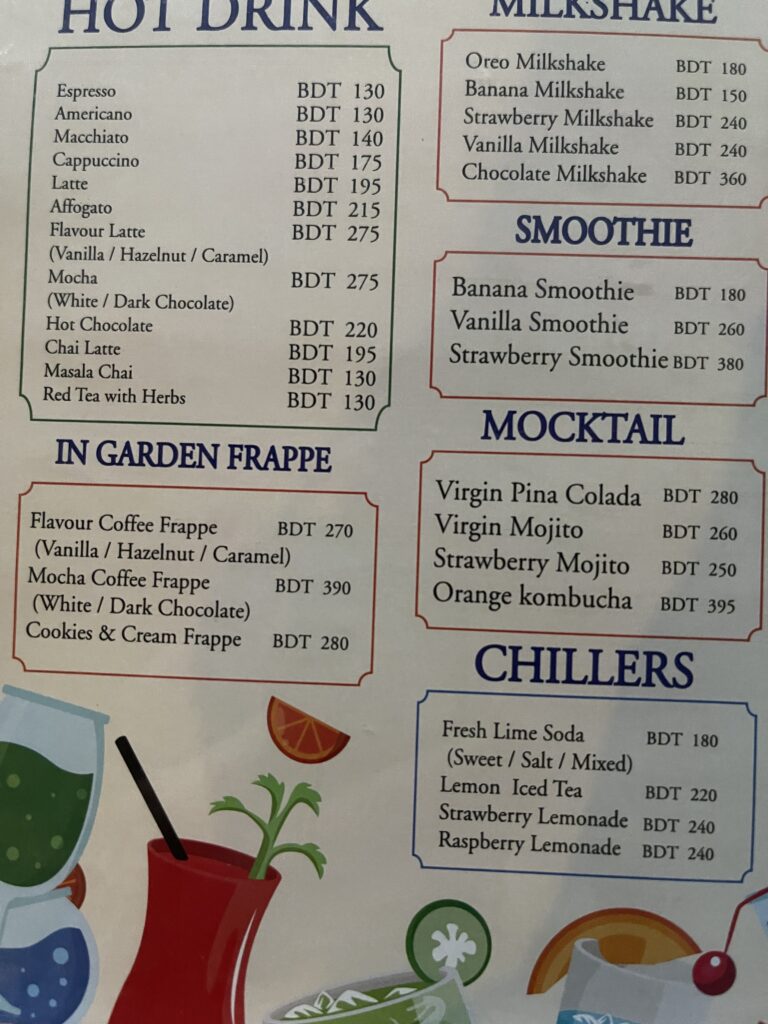 HOT DRINK
Espresso BDT 130
Americano BDT 130
Macchiato BDT 140
Cappuccino BDT 175
Latte BDT 195
Affogato BDT 215
Flavour Latte BDT 275
(Vanilla / Hazelnut / Caramel)
Mocha BDT 275
(White / Dark Chocolate)
Hot Chocolate BDT 220
Chai Latte BDT 195
Masala Chai BDT 130
Red Tea with Herbs BDT 130
IN GARDEN FRAPPE
Flavour Coffee Frappe BDT 270
(Vanilla / Hazelnut / Caramel)
Mocha Coffee Frappe BDT 390
(White / Dark Chocolate)
Cookies & Cream Frappe BDT 280
MILKSHAKE
Oreo Milkshake BDT 180
Banana Milkshake BDT 150
Strawberry Milkshake BDT 240
Vanilla Milkshake BDT 240
Chocolate Milkshake BDT 360
SMOOTHIE
Banana Smoothie BDT 180
Vanilla Smoothie BDT 260
Strawberry Smoothie BDT 380
MOCKTAIL
Virgin Pina Colada BDT 280
Virgin Mojito BDT 260
Strawberry Mojito BDT 250
Orange kombucha BDT 395
CHILLERS
Fresh Lime Soda BDT 180
(Sweet / Salt / Mixed)
Lemon Iced Tea BDT 220
Strawberry Lemonade BDT 240
Raspberry Lemonade BDT 240